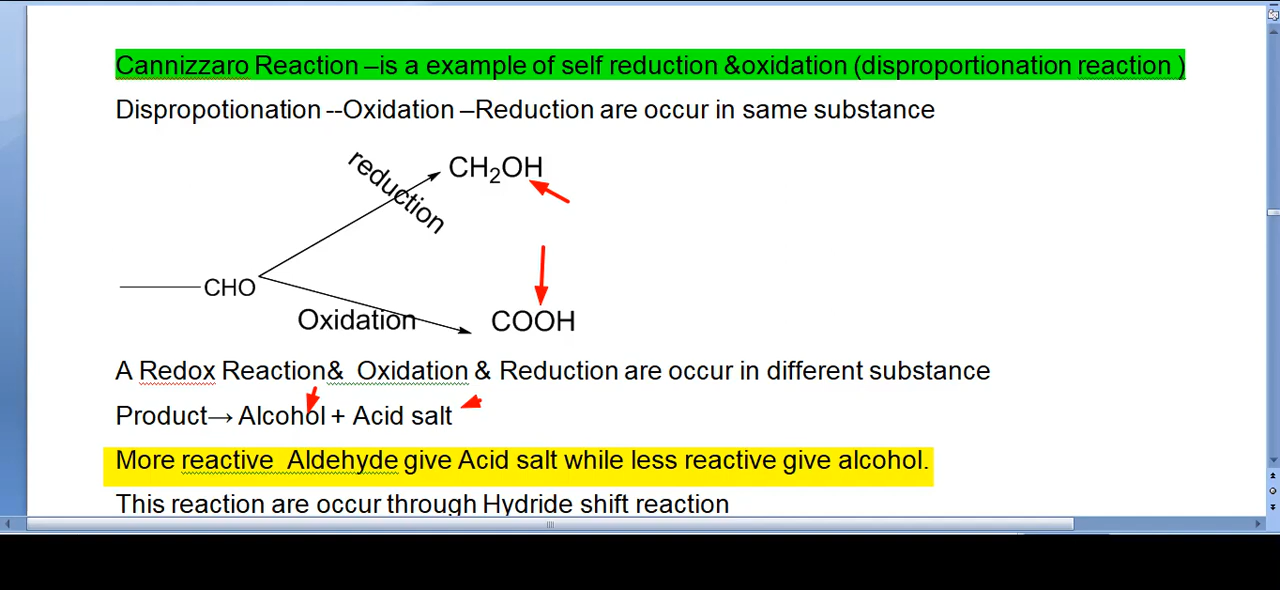 Cannizzaro Reaction –is a example of self reduction &oxidation (disproportionation reaction )
Dispropotionation --Oxidation –Reduction are occur in same substance
reduction
CH₂OH
CHO
Oxidation
COOH
A Redox Reaction& Oxidation & Reduction are occur in different substance
Product→ Alcohol + Acid salt
More reactive Aldehyde give Acid salt while less reactive give alcohol.
This reaction are occur through Hydride shift reaction